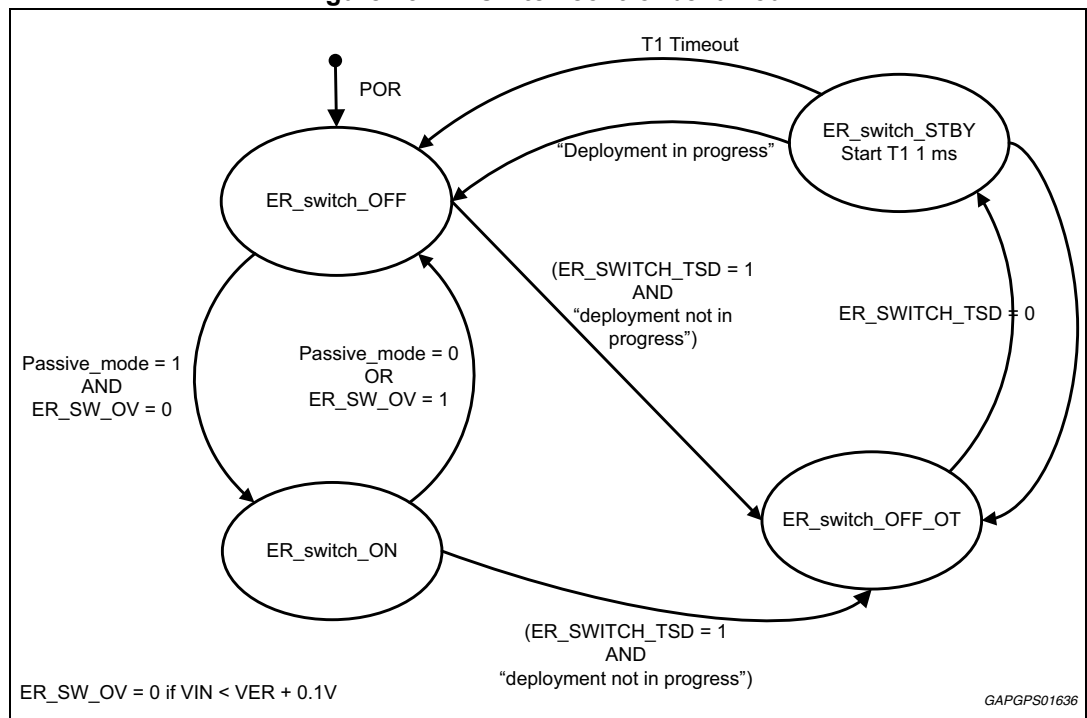 T1 Timeout
POR
ER_switch_STBY
Start T1 1 ms
“Deployment in progress”
ER_switch_OFF
(ER_SWITCH_TSD = 1
AND
“deployment not in
progress”)
ER_SWITCH_TSD = 0
Passive_mode = 1
AND
ER_SW_OV = 0
Passive_mode = 0
OR
ER_SW_OV = 1
ER_switch_OFF_OT
ER_switch_ON
(ER_SWITCH_TSD = 1
AND
“deployment not in progress”)
ER_SW_OV = 0 if VIN < VER + 0.1V
GAPGPS01636